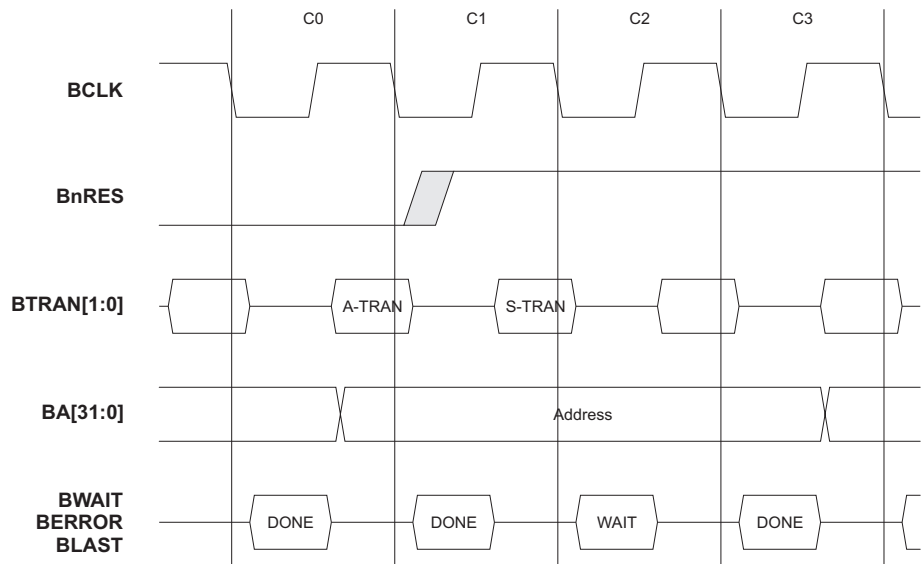 C0 C1 C2 C3
BCLK
BnRES
BTRAN[1:0] A-TRAN S-TRAN
BA[31:0] Address
BWAIT
BERROR DONE DONE WAIT DONE
BLAST